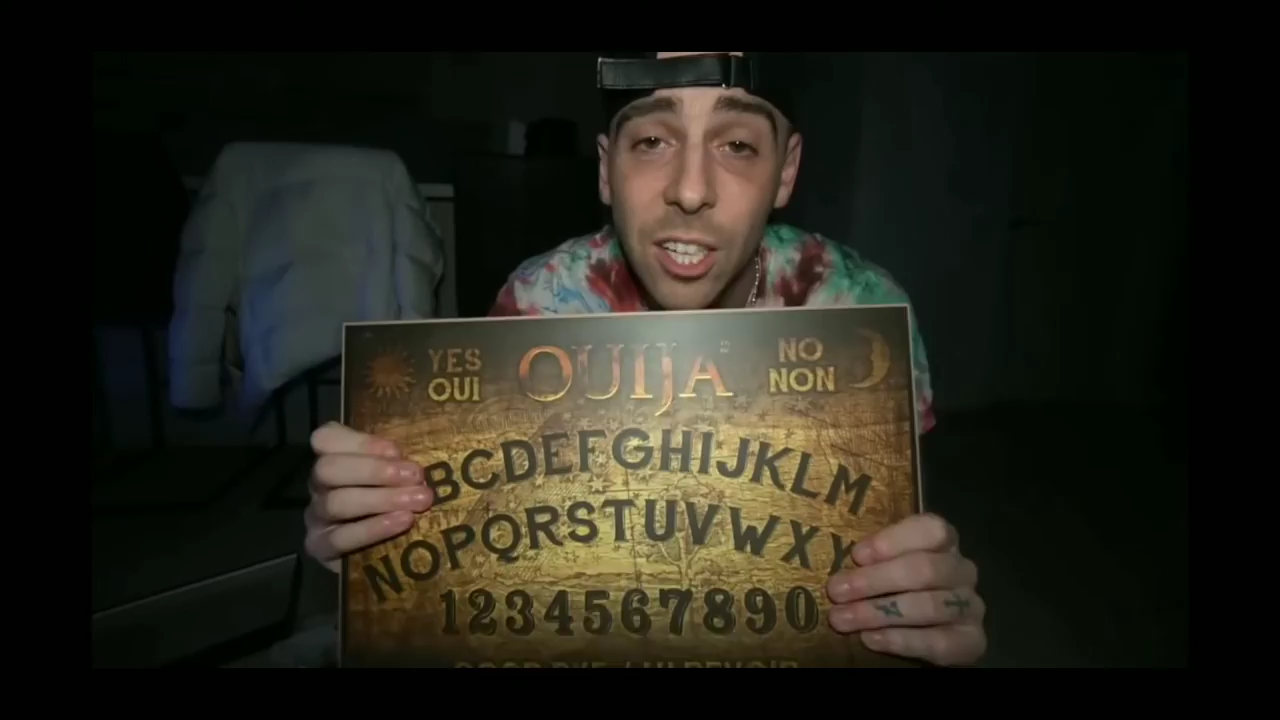 YES OUIJA NO
OUI NON
BCDEFGHIJKLM
NOPQRSTUVWXY
1234567890